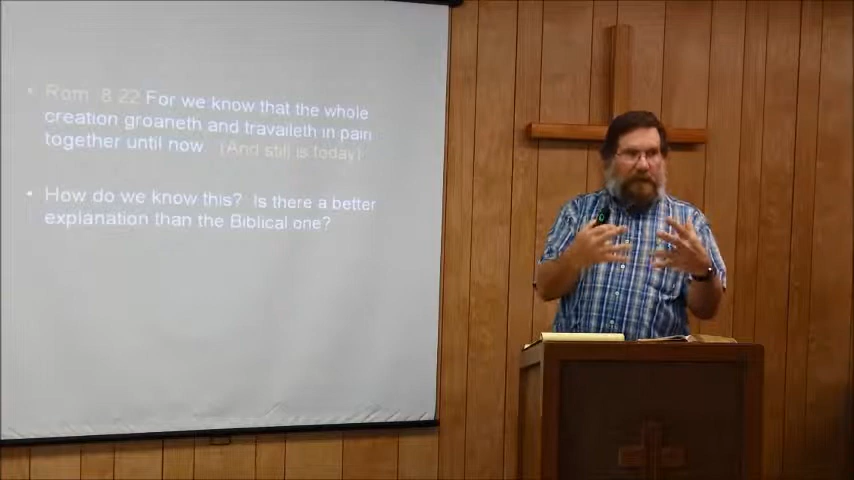 • Rom 8:22 For we know that the whole
creation groaneth and travaileth in pain
together until now (And still is today)
• How do we know this? Is there a better
explanation than the Biblical one?